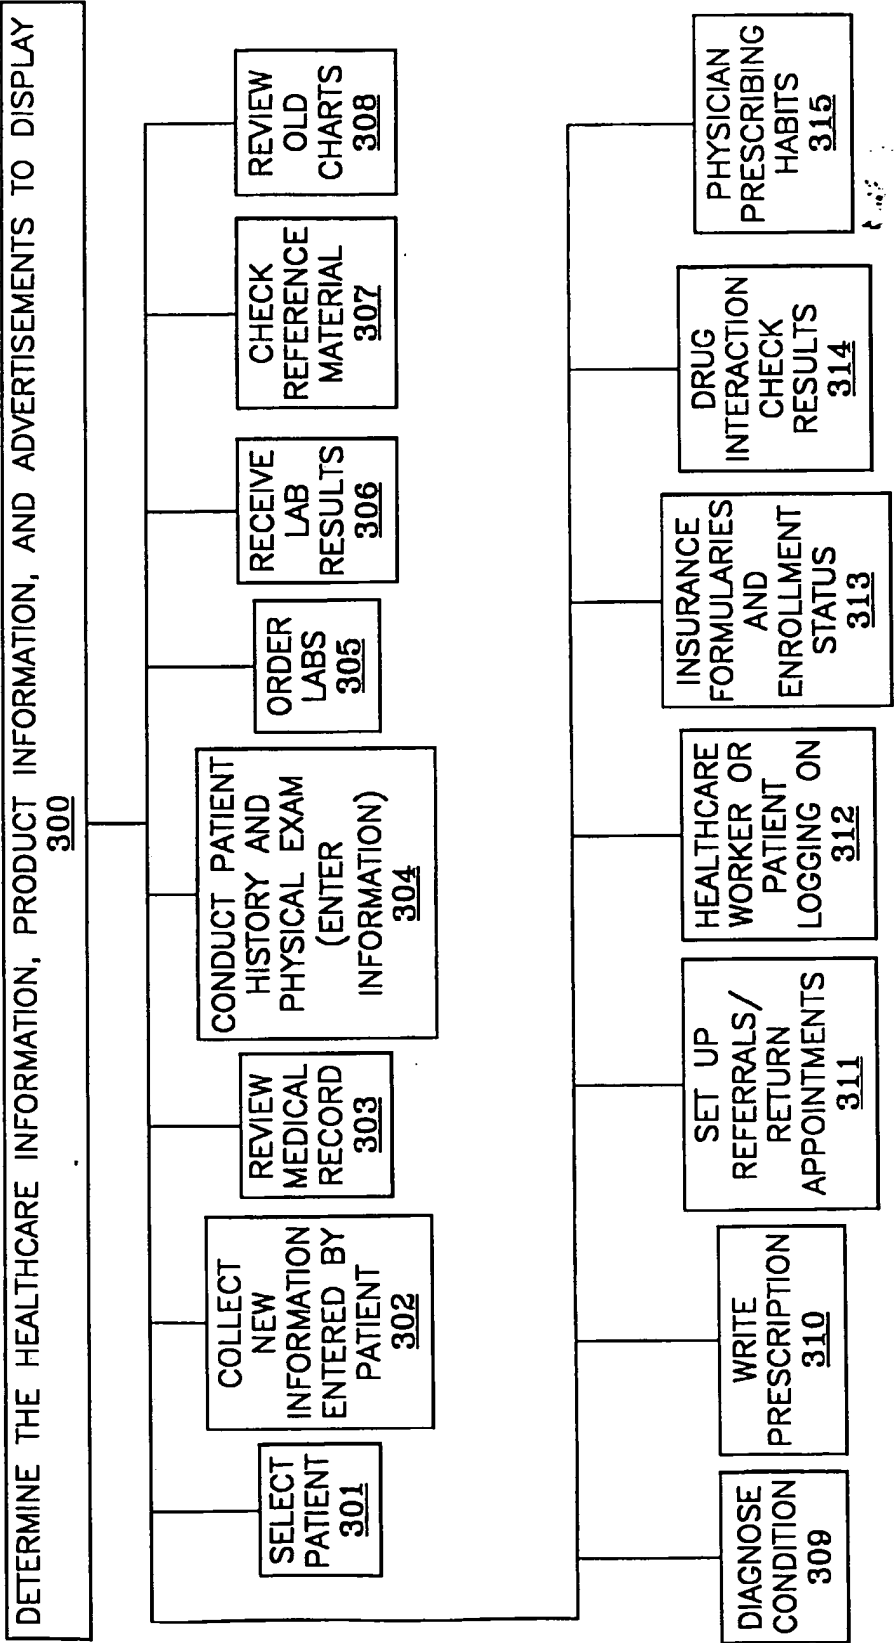 DETERMINE THE HEALTHCARE INFORMATION, PRODUCT INFORMATION, AND ADVERTISEMENTS TO DISPLAY
300
SELECT
PATIENT
301
COLLECT
NEW
INFORMATION
ENTERED BY
PATIENT
302
REVIEW
MEDICAL
RECORD
303
CONDUCT PATIENT
HISTORY AND
PHYSICAL EXAM
(ENTER
INFORMATION)
304
ORDER
LABS
305
RECEIVE
LAB
RESULTS
306
CHECK
REFERENCE
MATERIAL
307
REVIEW
OLD
CHARTS
308
DIAGNOSE
CONDITION
309
WRITE
PRESCRIPTION
310
SET UP
REFERRALS/
RETURN
APPOINTMENTS
311
HEALTHCARE
WORKER OR
PATIENT
LOGGING ON
312
INSURANCE
FORMULARIES
AND
ENROLLMENT
STATUS
313
DRUG
INTERACTION
CHECK
RESULTS
314
PHYSICIAN
PRESCRIBING
HABITS
315